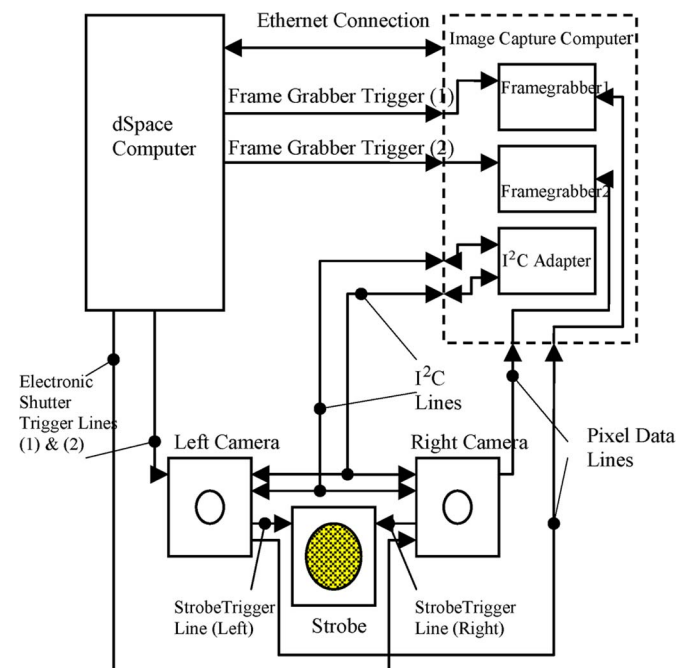 Ethernet Connection
Image Capture Computer
Frame Grabber Trigger (1)
Framegrabber1
dSpace
Computer
Frame Grabber Trigger (2)
Framegrabber2
I²C Adapter
Electronic
Shutter
Trigger Lines
(1) & (2)
I²C
Lines
Left Camera
Right Camera
Pixel Data
Lines
StrobeTrigger
Line (Left)
Strobe
StrobeTrigger
Line (Right)